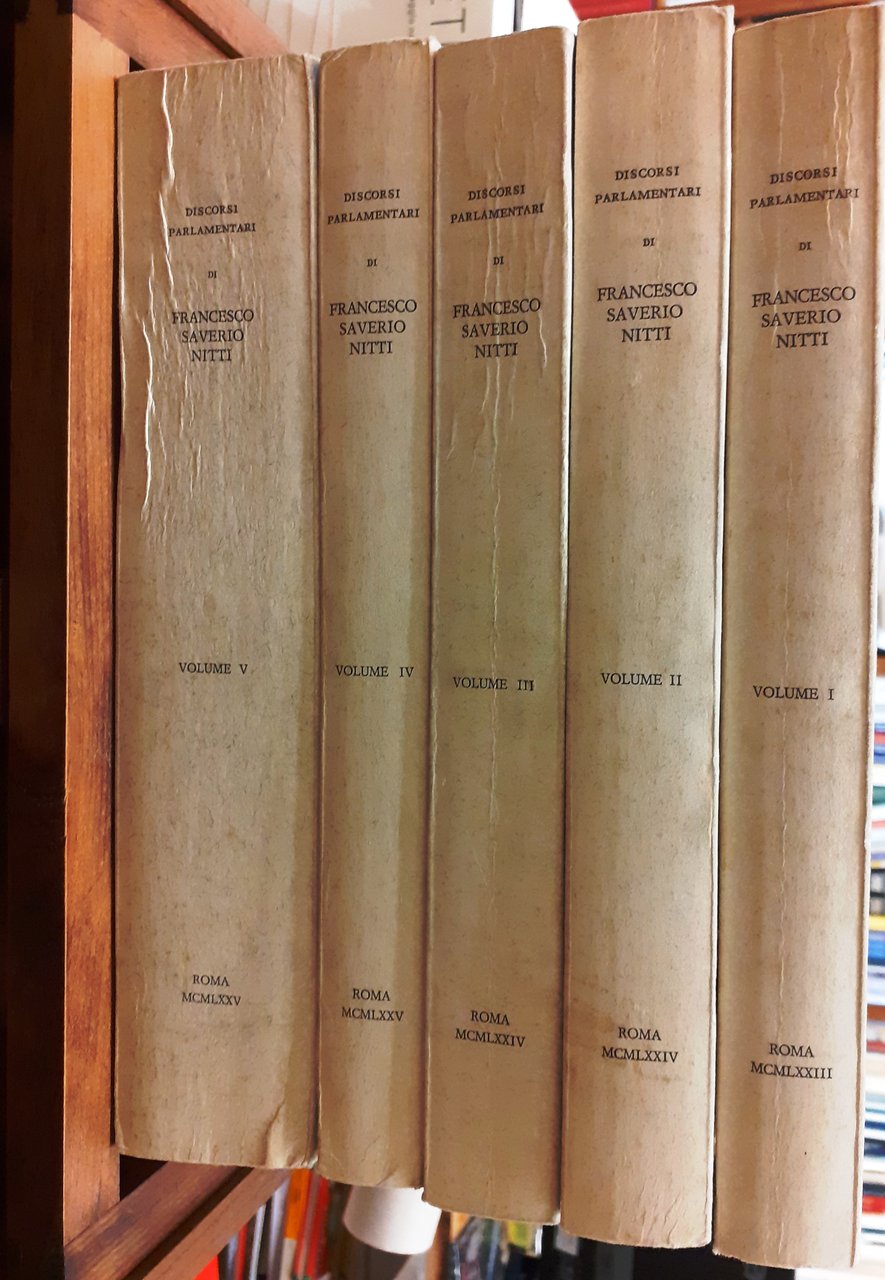 DISCORSI
PARLAMENTARI
DI
FRANCESCO
SAVERIO
NITTI
VOLUME V
ROMA
MCMLXXV
DISCORSI
PARLAMENTARI
DI
FRANCESCO
SAVERIO
NITTI
VOLUME IV
ROMA
MCMLXXV
DISCORSI
PARLAMENTARI
DI
FRANCESCO
SAVERIO
NITTI
VOLUME III
ROMA
MCMLXXIV
DISCORSI
PARLAMENTARI
DI
FRANCESCO
SAVERIO
NITTI
VOLUME II
ROMA
MCMLXXIV
DISCORSI
PARLAMENTARI
DI
FRANCESCO
SAVERIO
NITTI
VOLUME I
ROMA
MCMLXXIII